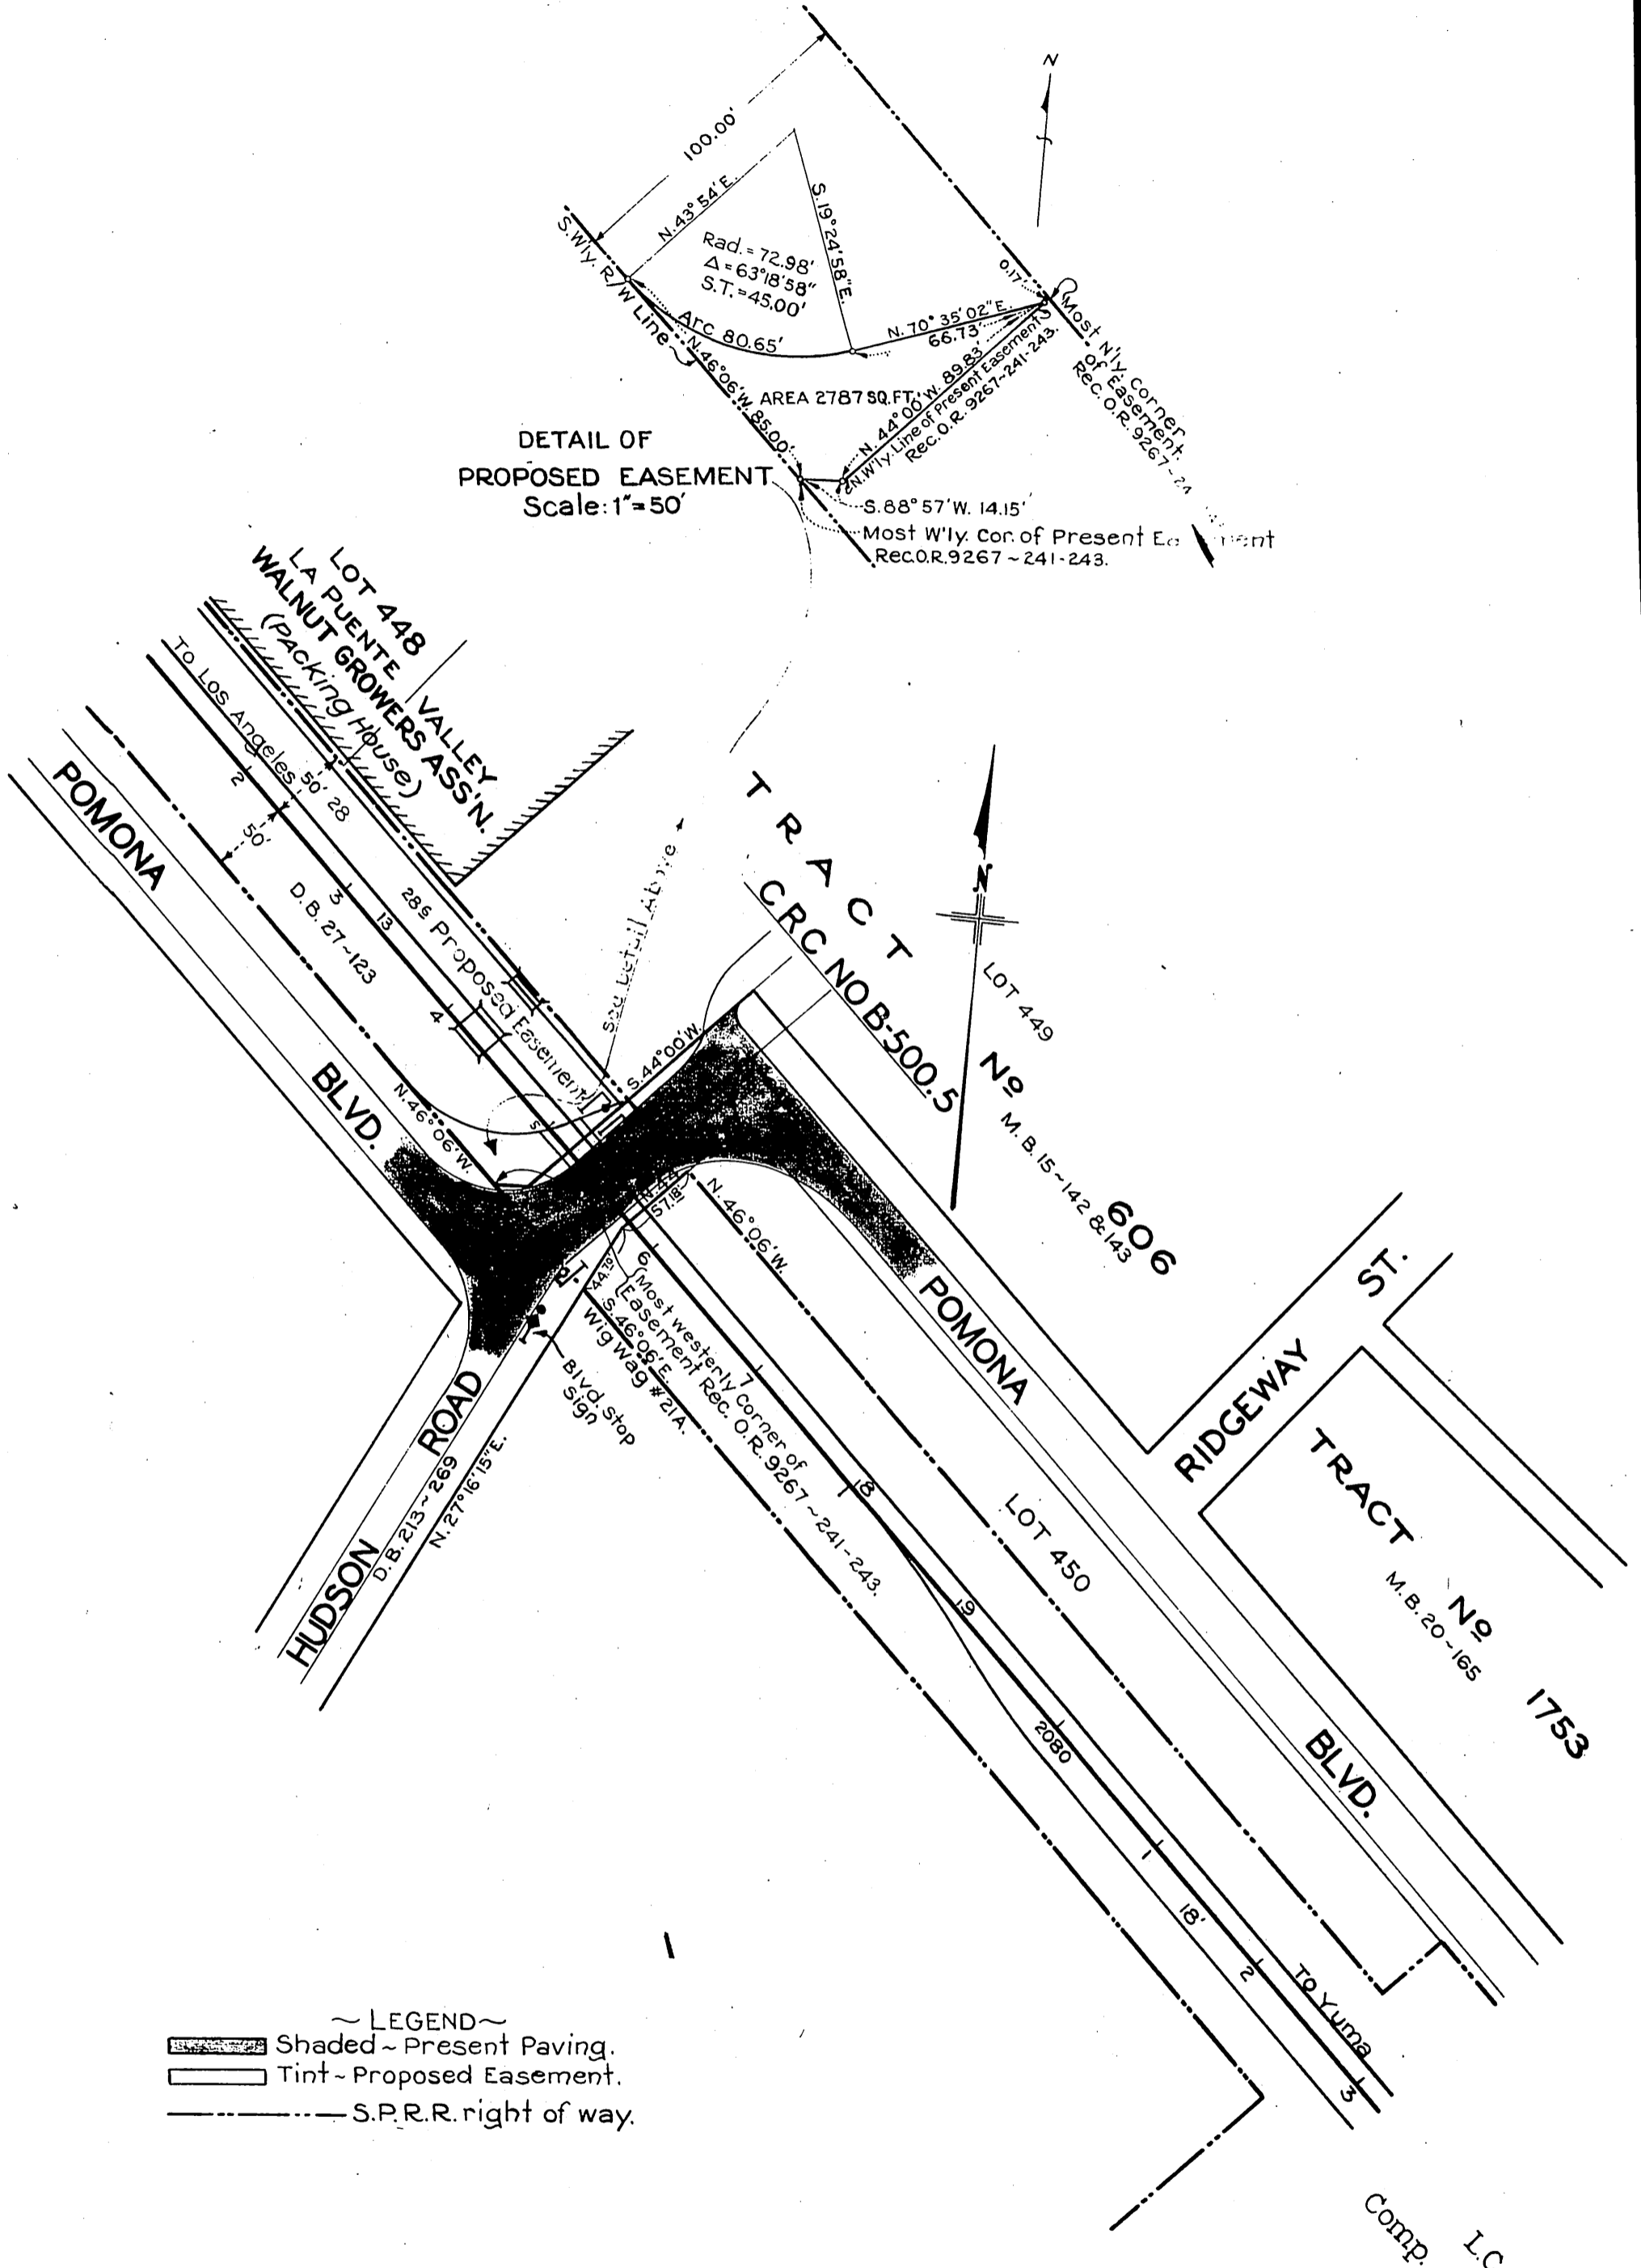 N
100.00'
N.43°54'E.
S.19°24'58"E.
Rad.=72.98'
Δ=63°18'58"
S.T.=45.00'
S.W'ly. R/W Line
Arc 80.65'
N.70°35'02"E.
66.73'
0.17'
Most N'ly. Corner
of Easement.
Rec. O.R. 9267~24
N.46°06'W. 85.00'
AREA 2787 SQ.FT.
N.44°00'W. 89.83'
N.W'ly. Line of Present Easement
Rec. O.R. 9267~241-243.
DETAIL OF
PROPOSED EASEMENT
Scale: 1"=50'
S.88°57'W. 14.15'
Most W'ly. Cor. of Present
Rec.O.R.9267~241-243.
LOT 448
LA PUENTE VALLEY
WALNUT GROWERS ASS'N.
(PACKING HOUSE)
To Los Angeles
2
50'
28
50'
POMONA
BLVD.
D.B. 27~123
3
13
28' Proposed Easement
4
5
See Detail Above
N.46°06'W.
S.44°00'W.
TRACT
CRC NO B-500.5
N
LOT 449
Nº
M.B. 15~142 & 143
606
57.18'
N.46°06'W.
6
44.70'
Most westerly corner of
Easement Rec. O.R. 9267~241-243.
S.46°06'E.
Wig Wag #21A.
Blvd. stop
sign
7
18
19
POMONA
BLVD.
HUDSON ROAD
D.B. 213~269
N.27°16'15"E.
LOT 450
RIDGEWAY ST.
TRACT
Nº
M.B. 20~165
1753
2080
1
18'
2
To Yuma
3
~LEGEND~
Shaded~Present Paving.
Tint~Proposed Easement.
S.P.R.R. right of way.
Comp.